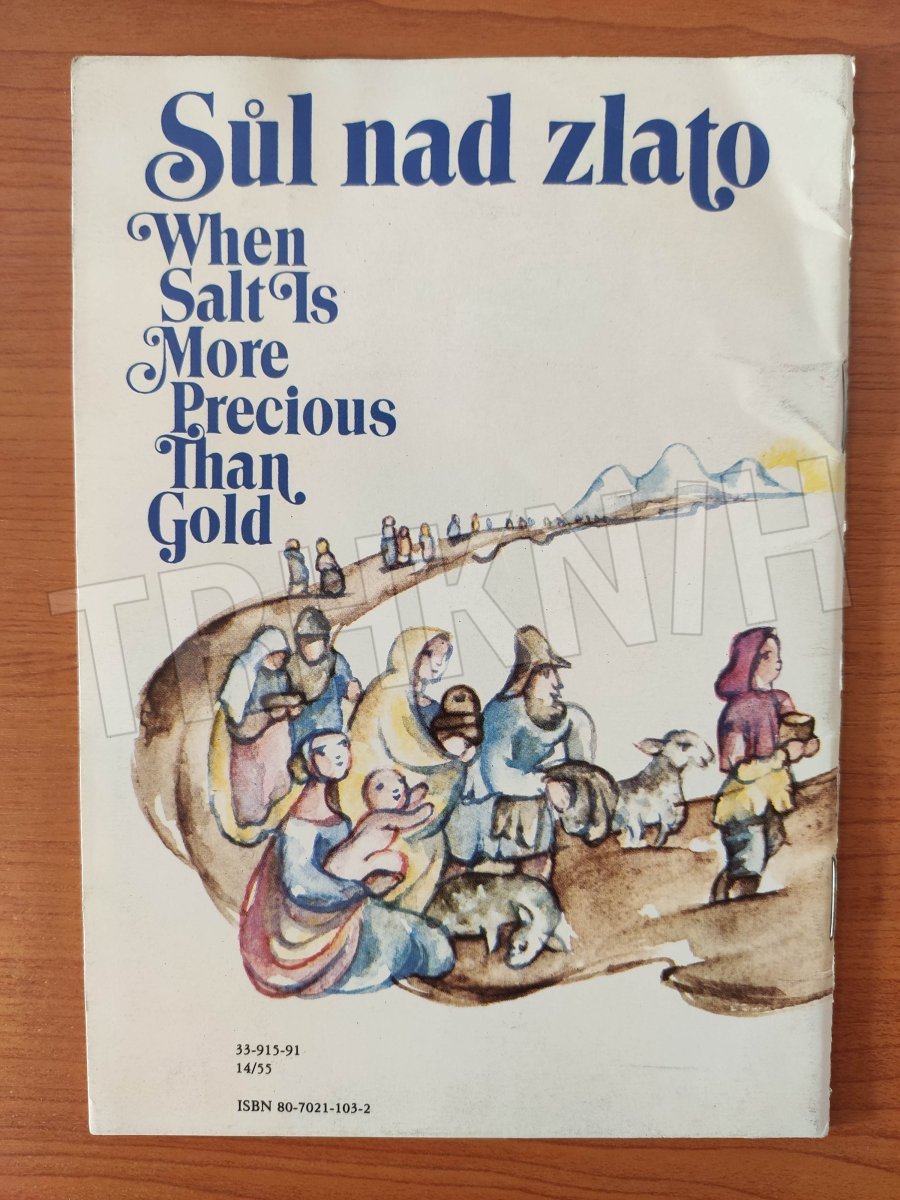 Sůl nad zlato
When
Salt Is
More
Precious
Than
Gold
TRHKNIH
33-915-91
14/55
ISBN 80-7021-103-2